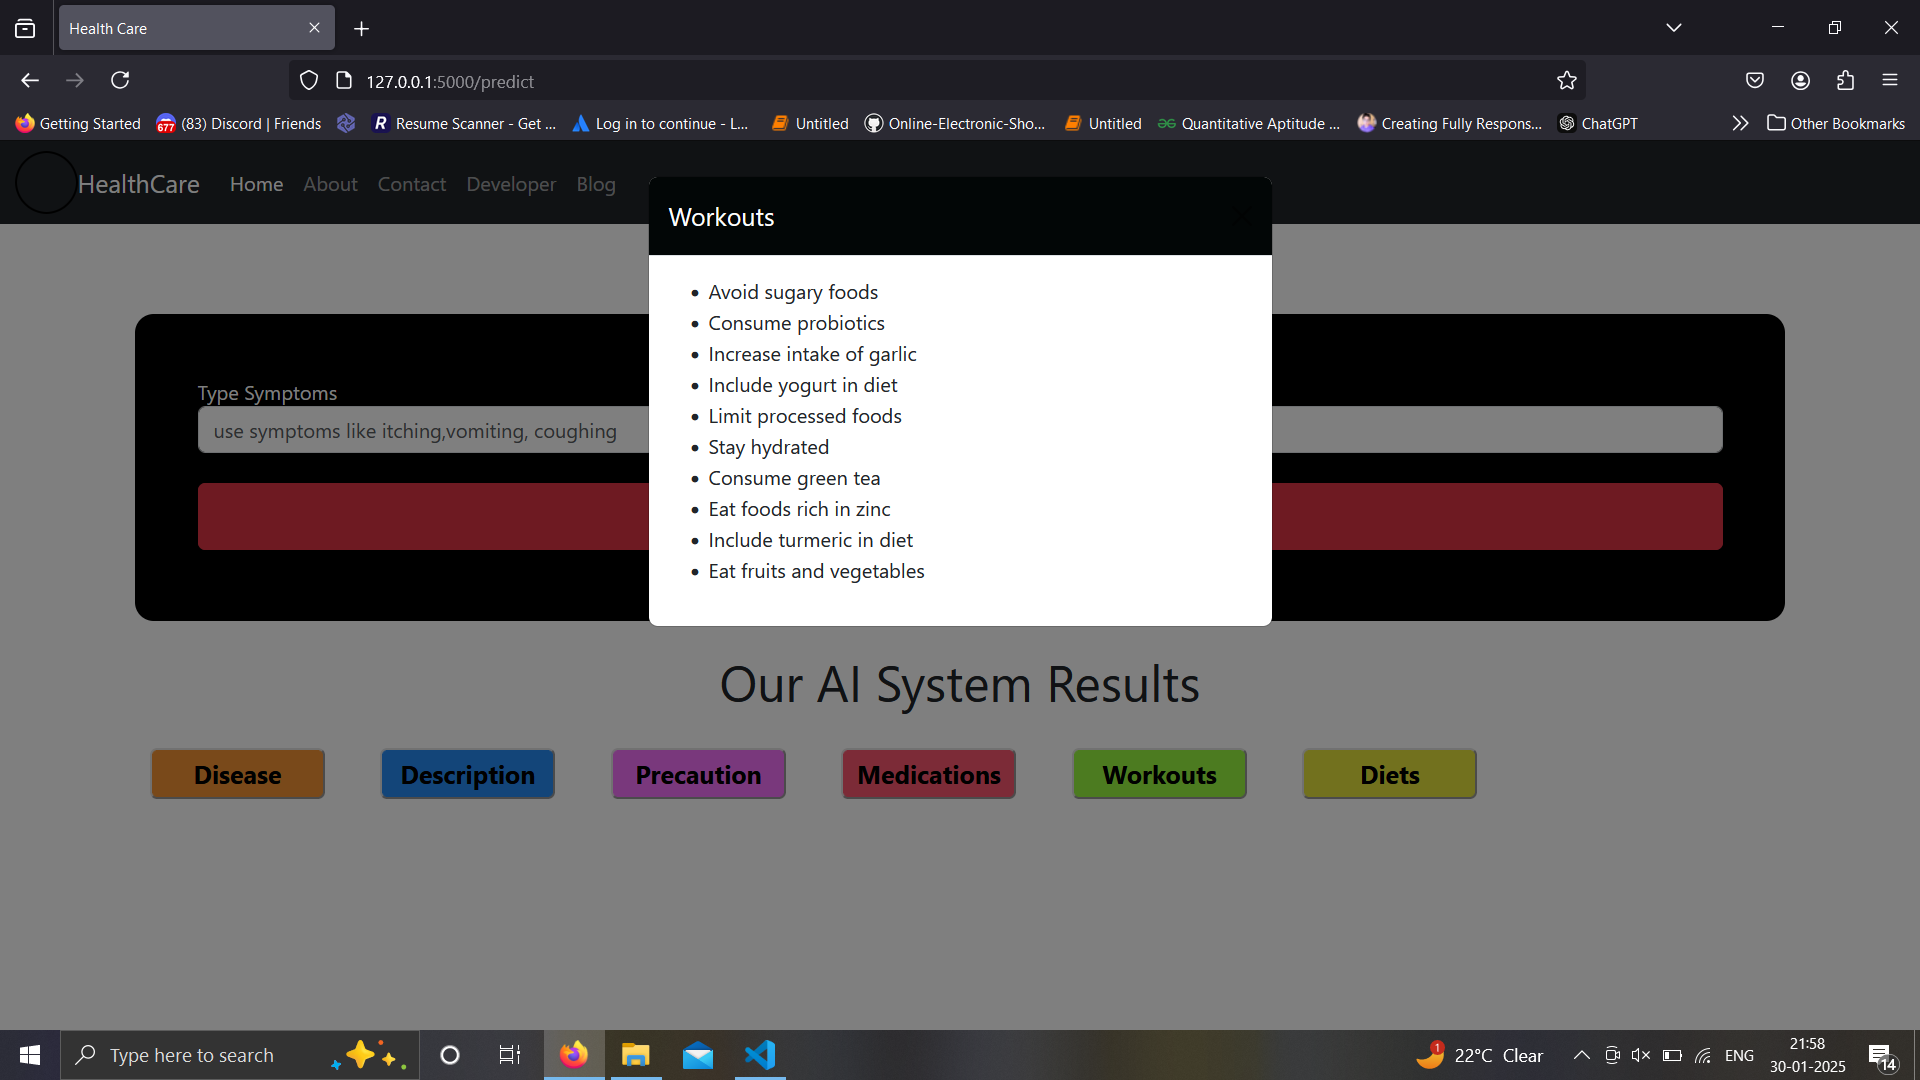 Health Care
127.0.0.1:5000/predict
Getting Started
677
(83) Discord | Friends
R
Resume Scanner - Get ...
Log in to continue - L...
Untitled
Online-Electronic-Sho...
Untitled
Quantitative Aptitude ...
Creating Fully Respons...
ChatGPT
Other Bookmarks
HealthCare
Home
About
Contact
Developer
Blog
Workouts
• Avoid sugary foods
• Consume probiotics
• Increase intake of garlic
• Include yogurt in diet
• Limit processed foods
• Stay hydrated
• Consume green tea
• Eat foods rich in zinc
• Include turmeric in diet
• Eat fruits and vegetables
Type Symptoms
use symptoms like itching,vomiting, coughing
Our AI System Results
Disease
Description
Precaution
Medications
Workouts
Diets
Type here to search
1
22°C Clear
ENG
21:58
30-01-2025
14